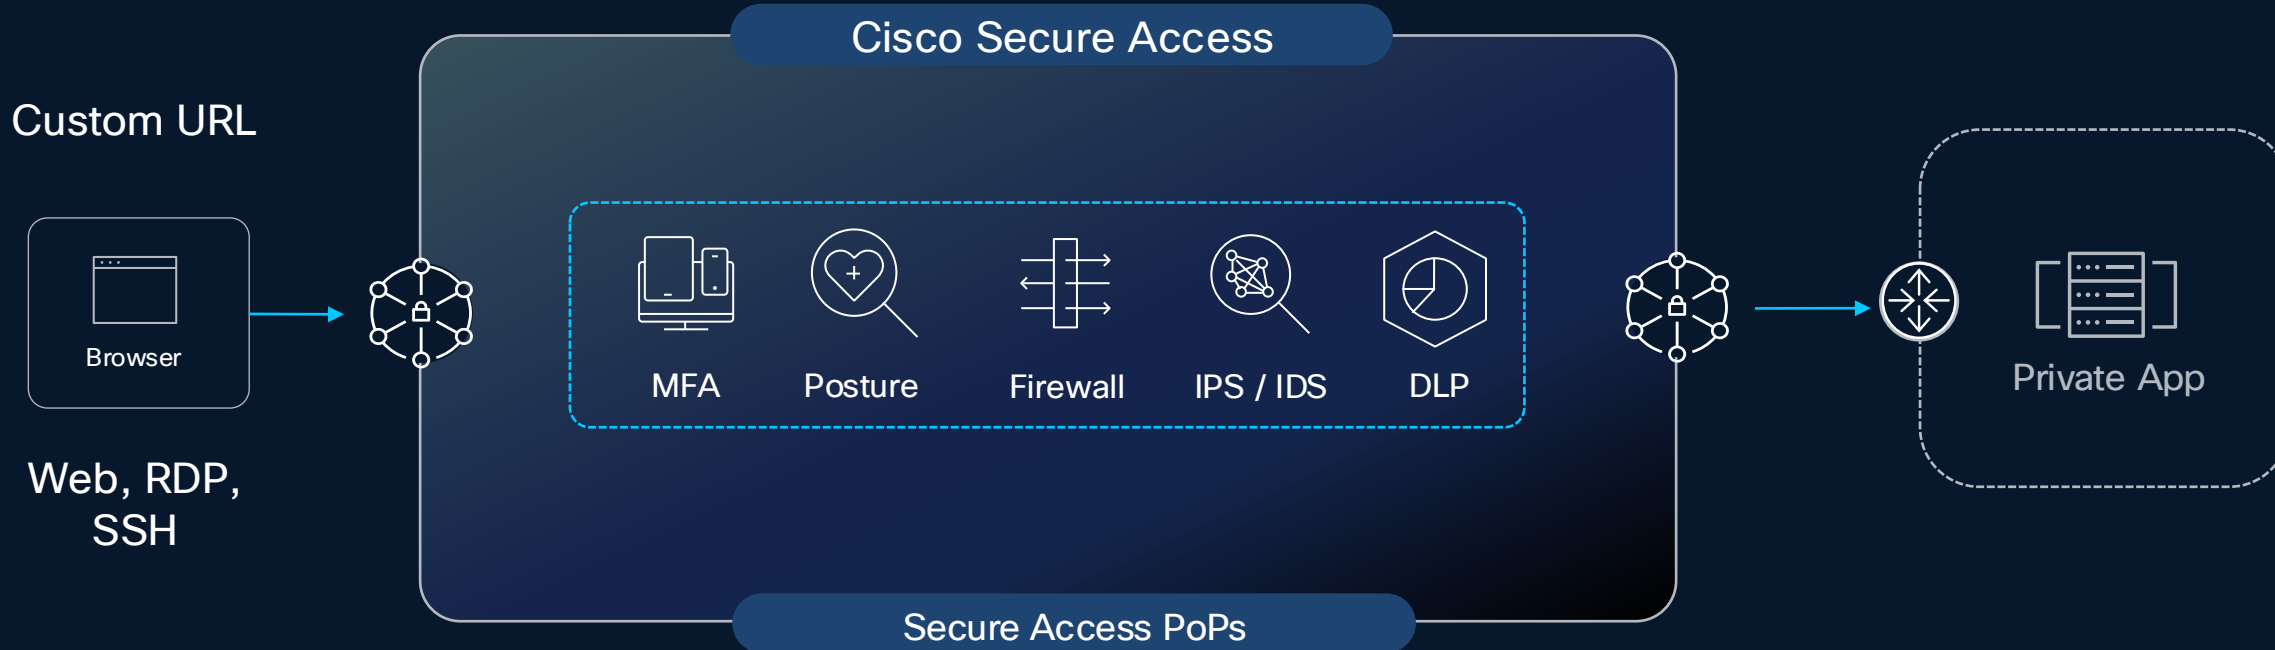 Cisco Secure Access
Custom URL
Browser
Web, RDP,
SSH
MFA
Posture
Firewall
IPS / IDS
DLP
Private App
Secure Access PoPs